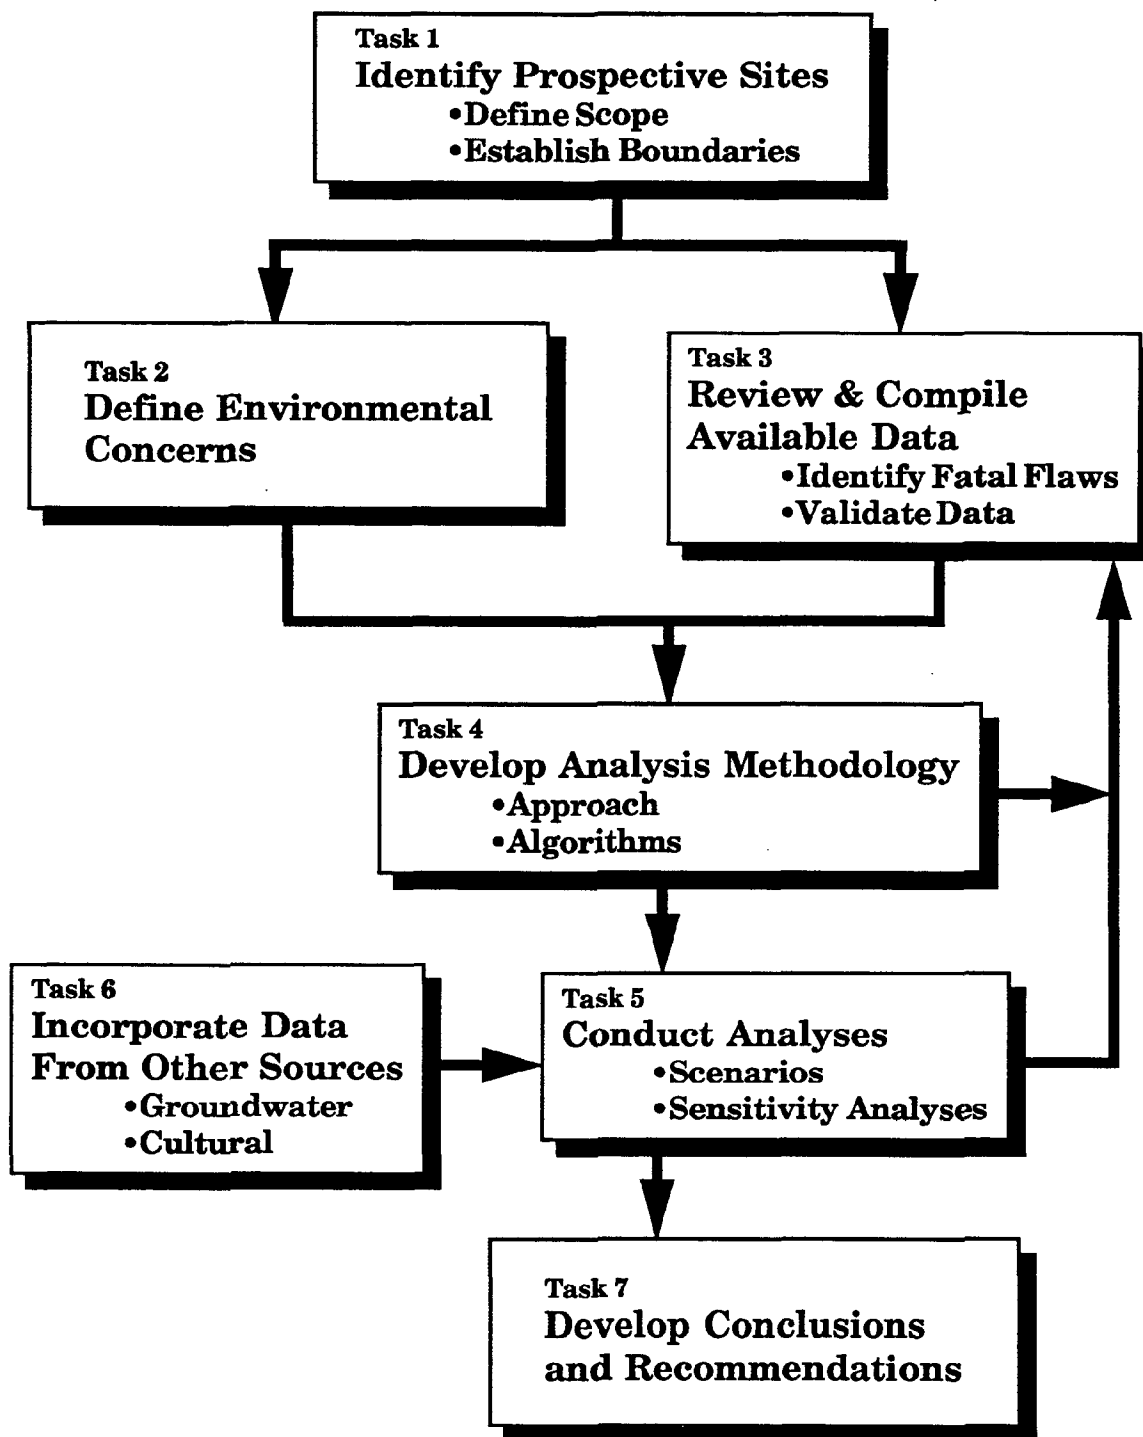 Task 1
Identify Prospective Sites
•Define Scope
•Establish Boundaries
Task 2
Define Environmental
Concerns
Task 3
Review & Compile
Available Data
•Identify Fatal Flaws
•Validate Data
Task 4
Develop Analysis Methodology
•Approach
•Algorithms
Task 6
Incorporate Data
From Other Sources
•Groundwater
•Cultural
Task 5
Conduct Analyses
•Scenarios
•Sensitivity Analyses
Task 7
Develop Conclusions
and Recommendations